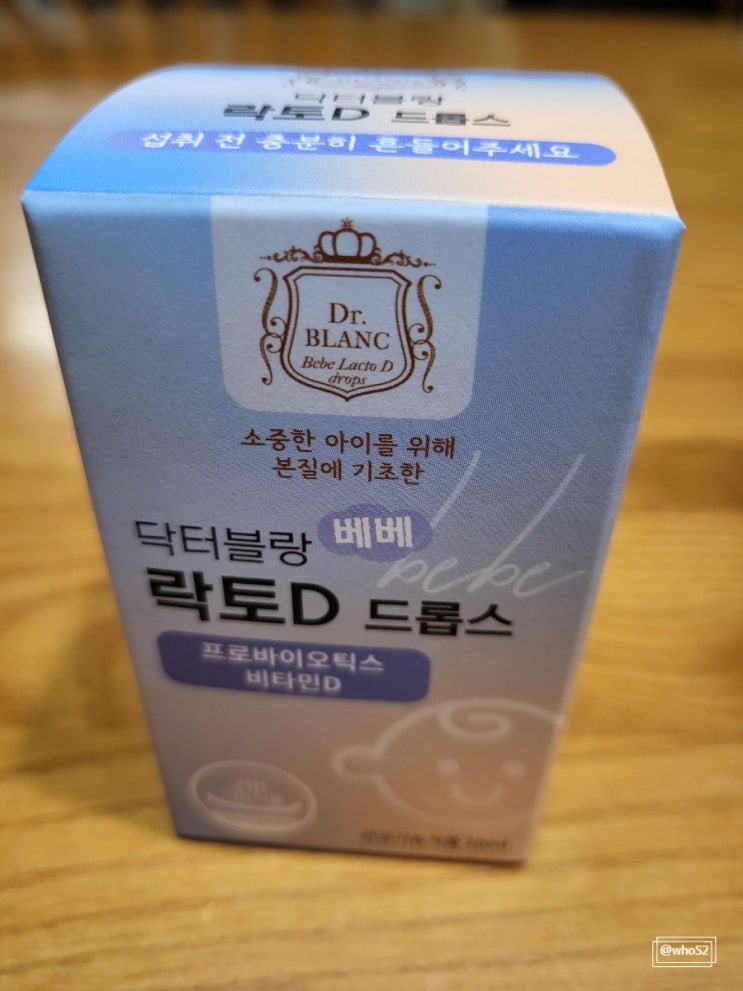 닥터블랑
락토D 드롭스
섭취 전 충분히 흔들어주세요
Dr.
BLANC
Bebe Lacto D
drops
소중한 아이를 위해
본질에 기초한
닥터블랑 베베
bebe
락토D 드롭스
프로바이오틱스
비타민D
@whoS2